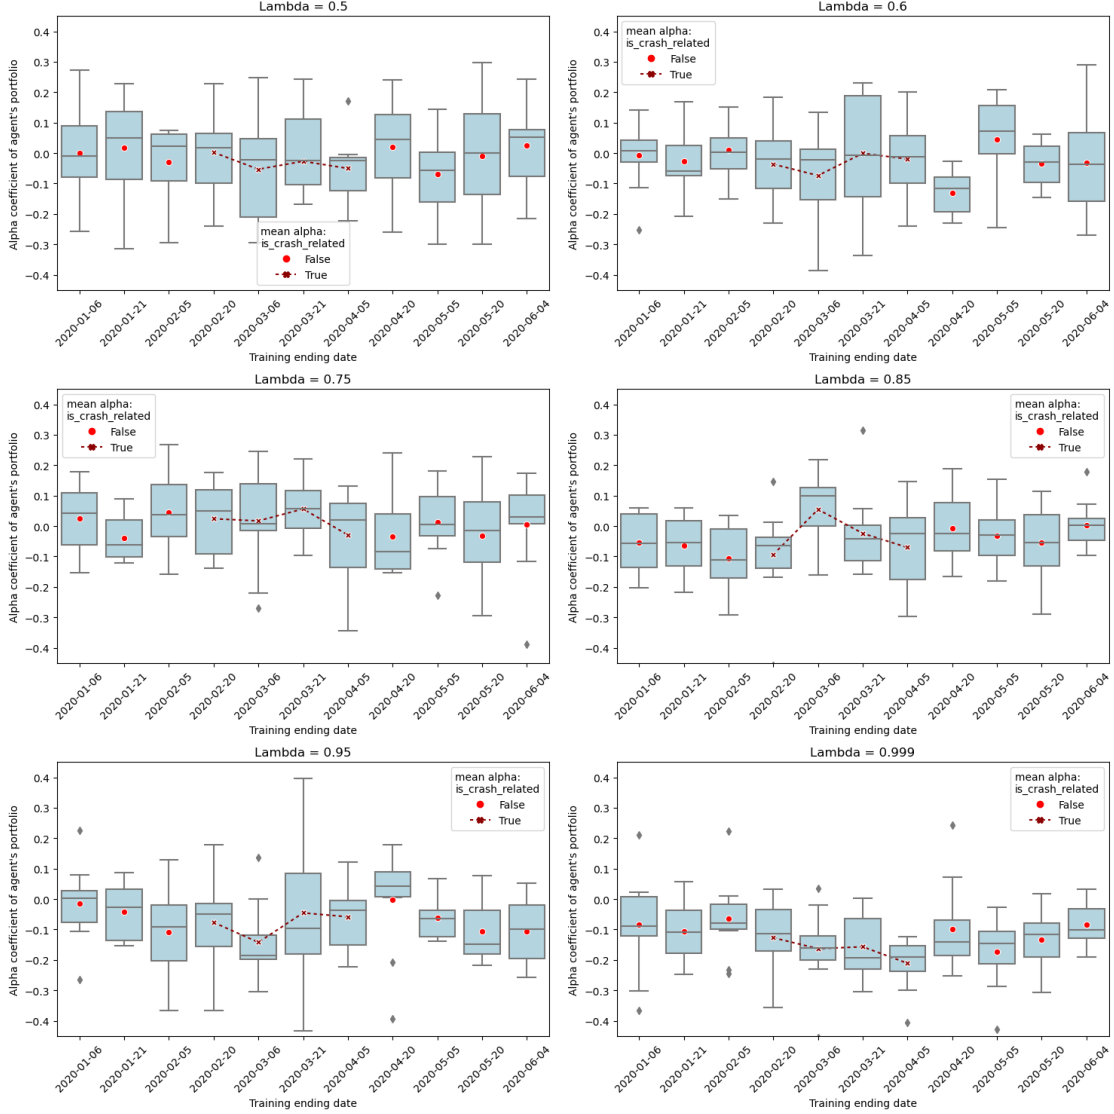 Lambda = 0.5
Alpha coefficient of agent's portfolio
0.4
0.3
0.2
0.1
0.0
−0.1
−0.2
−0.3
−0.4
mean alpha:
is_crash_related
False
True
2020-01-06
2020-01-21
2020-02-05
2020-02-20
2020-03-06
2020-03-21
2020-04-05
2020-04-20
2020-05-05
2020-05-20
2020-06-04
Training ending date
Lambda = 0.6
Alpha coefficient of agent's portfolio
0.4
0.3
0.2
0.1
0.0
−0.1
−0.2
−0.3
−0.4
mean alpha:
is_crash_related
False
True
2020-01-06
2020-01-21
2020-02-05
2020-02-20
2020-03-06
2020-03-21
2020-04-05
2020-04-20
2020-05-05
2020-05-20
2020-06-04
Training ending date
Lambda = 0.75
Alpha coefficient of agent's portfolio
0.4
0.3
0.2
0.1
0.0
−0.1
−0.2
−0.3
−0.4
mean alpha:
is_crash_related
False
True
2020-01-06
2020-01-21
2020-02-05
2020-02-20
2020-03-06
2020-03-21
2020-04-05
2020-04-20
2020-05-05
2020-05-20
2020-06-04
Training ending date
Lambda = 0.85
Alpha coefficient of agent's portfolio
0.4
0.3
0.2
0.1
0.0
−0.1
−0.2
−0.3
−0.4
mean alpha:
is_crash_related
False
True
2020-01-06
2020-01-21
2020-02-05
2020-02-20
2020-03-06
2020-03-21
2020-04-05
2020-04-20
2020-05-05
2020-05-20
2020-06-04
Training ending date
Lambda = 0.95
Alpha coefficient of agent's portfolio
0.4
0.3
0.2
0.1
0.0
−0.1
−0.2
−0.3
−0.4
mean alpha:
is_crash_related
False
True
2020-01-06
2020-01-21
2020-02-05
2020-02-20
2020-03-06
2020-03-21
2020-04-05
2020-04-20
2020-05-05
2020-05-20
2020-06-04
Training ending date
Lambda = 0.999
Alpha coefficient of agent's portfolio
0.4
0.3
0.2
0.1
0.0
−0.1
−0.2
−0.3
−0.4
mean alpha:
is_crash_related
False
True
2020-01-06
2020-01-21
2020-02-05
2020-02-20
2020-03-06
2020-03-21
2020-04-05
2020-04-20
2020-05-05
2020-05-20
2020-06-04
Training ending date